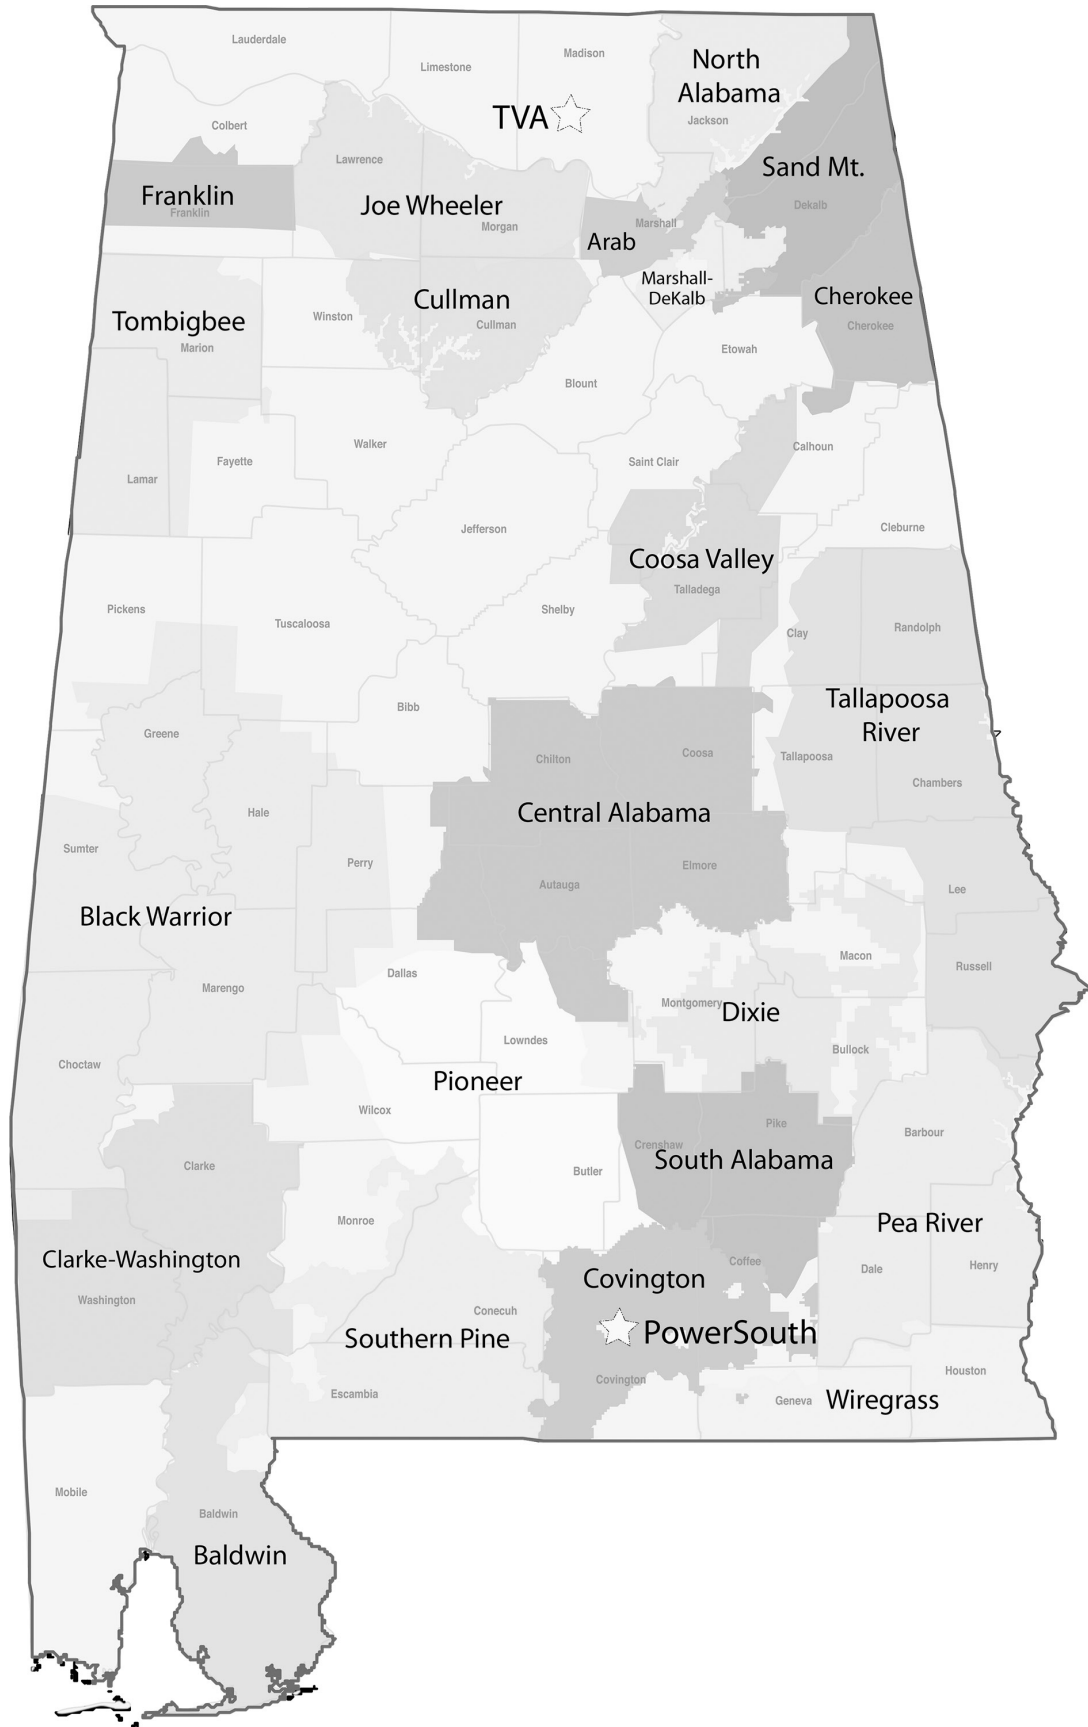 Lauderdale
Limestone
Madison
North
Alabama
Jackson
TVA
Colbert
Lawrence
Sand Mt.
Franklin
Franklin
Joe Wheeler
Morgan
Dekalb
Marshall
Arab
Marshall-
DeKalb
Cherokee
Cherokee
Cullman
Cullman
Winston
Tombigbee
Marion
Etowah
Blount
Walker
Calhoun
Fayette
Saint Clair
Lamar
Jefferson
Cleburne
Coosa Valley
Talladega
Pickens
Shelby
Tuscaloosa
Clay
Randolph
Tallapoosa
River
Bibb
Greene
Chilton
Coosa
Tallapoosa
Chambers
Central Alabama
Hale
Sumter
Perry
Autauga
Elmore
Lee
Black Warrior
Macon
Dallas
Russell
Marengo
Montgomery
Dixie
Lowndes
Bullock
Choctaw
Pioneer
Wilcox
Pike
Barbour
Crenshaw
South Alabama
Clarke
Butler
Monroe
Pea River
Clarke-Washington
Coffee
Dale
Henry
Covington
Washington
Conecuh
Southern Pine
PowerSouth
Houston
Covington
Escambia
Geneva
Wiregrass
Mobile
Baldwin
Baldwin